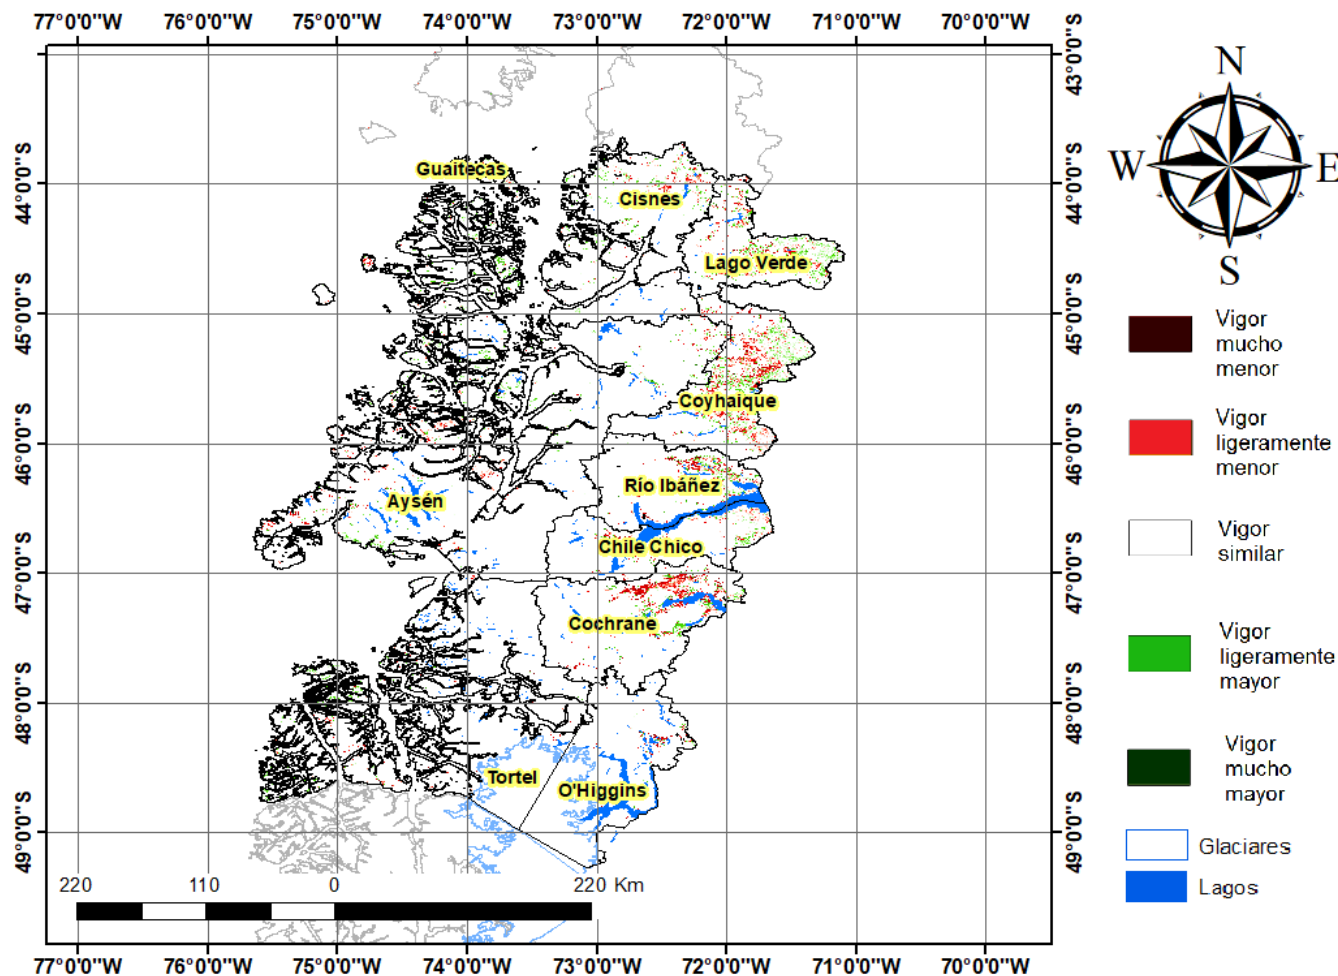 77°0'0"W 76°0'0"W 75°0'0"W 74°0'0"W 73°0'0"W 72°0'0"W 71°0'0"W 70°0'0"W
43°0'0"S
44°0'0"S
44°0'0"S
45°0'0"S
45°0'0"S
46°0'0"S
46°0'0"S
47°0'0"S
47°0'0"S
48°0'0"S
48°0'0"S
49°0'0"S
49°0'0"S
Guaitecas
Cisnes
Lago Verde
Coyhaique
Río Ibáñez
Aysén
Chile Chico
Cochrane
Tortel
O'Higgins
220 110 0 220 Km
77°0'0"W 76°0'0"W 75°0'0"W 74°0'0"W 73°0'0"W 72°0'0"W 71°0'0"W 70°0'0"W
N
W E
S
Vigor
mucho
menor
Vigor
ligeramente
menor
Vigor
similar
Vigor
ligeramente
mayor
Vigor
mucho
mayor
Glaciares
Lagos